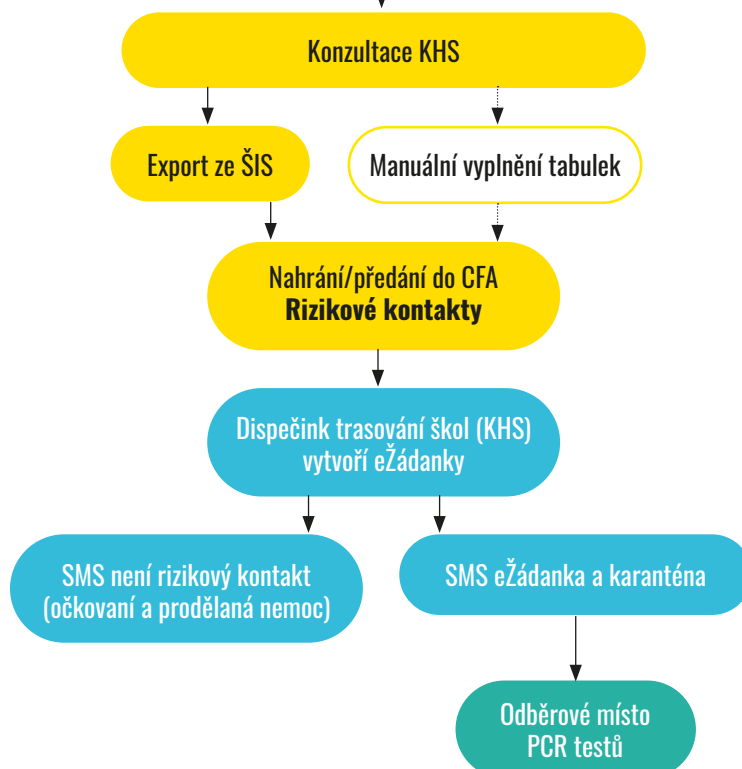 Konzultace KHS
Export ze ŠIS
Manuální vyplnění tabulek
Nahrání/předání do CFA
Rizikové kontakty
Dispečink trasování škol (KHS)
vytvoří eŽádanky
SMS není rizikový kontakt
(očkovaní a prodělaná nemoc)
SMS eŽádanka a karanténa
Odběrové místo
PCR testů